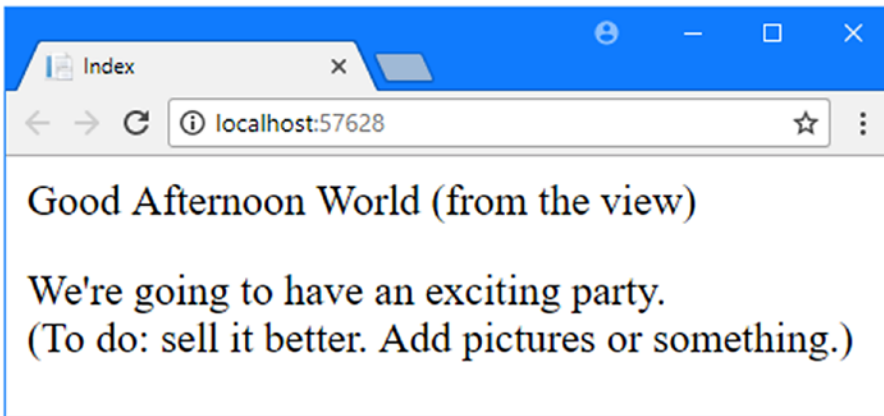 Index
localhost:57628
Good Afternoon World (from the view)
We're going to have an exciting party.
(To do: sell it better. Add pictures or something.)